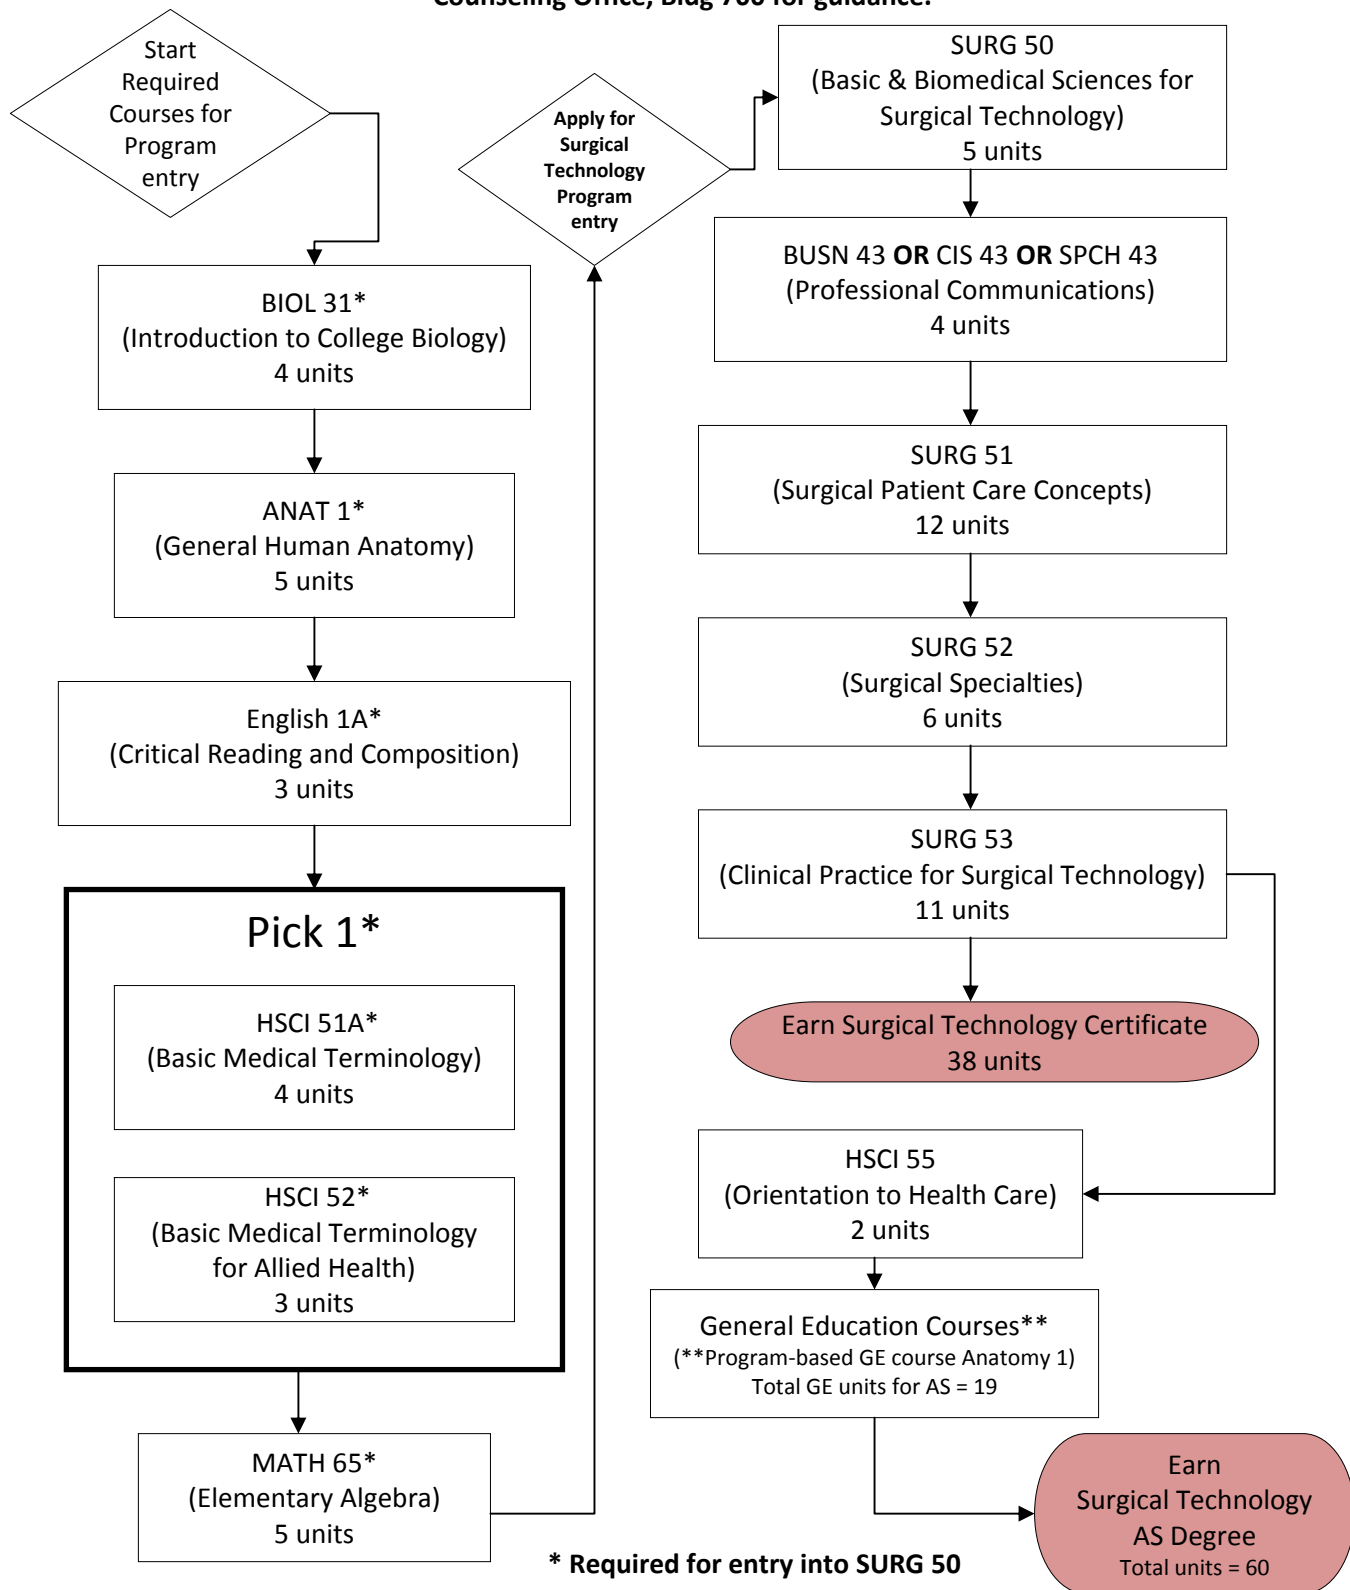 Counseling Office, Bldg 700 for guidance.
Start
Required
Courses for
Program
entry
BIOL 31*
(Introduction to College Biology)
4 units
ANAT 1*
(General Human Anatomy)
5 units
English 1A*
(Critical Reading and Composition)
3 units
Pick 1*
HSCI 51A*
(Basic Medical Terminology)
4 units
HSCI 52*
(Basic Medical Terminology
for Allied Health)
3 units
MATH 65*
(Elementary Algebra)
5 units
Apply for
Surgical
Technology
Program
entry
SURG 50
(Basic & Biomedical Sciences for
Surgical Technology)
5 units
BUSN 43 OR CIS 43 OR SPCH 43
(Professional Communications)
4 units
SURG 51
(Surgical Patient Care Concepts)
12 units
SURG 52
(Surgical Specialties)
6 units
SURG 53
(Clinical Practice for Surgical Technology)
11 units
Earn Surgical Technology Certificate
38 units
HSCI 55
(Orientation to Health Care)
2 units
General Education Courses**
(**Program-based GE course Anatomy 1)
Total GE units for AS = 19
Earn
Surgical Technology
AS Degree
Total units = 60
* Required for entry into SURG 50